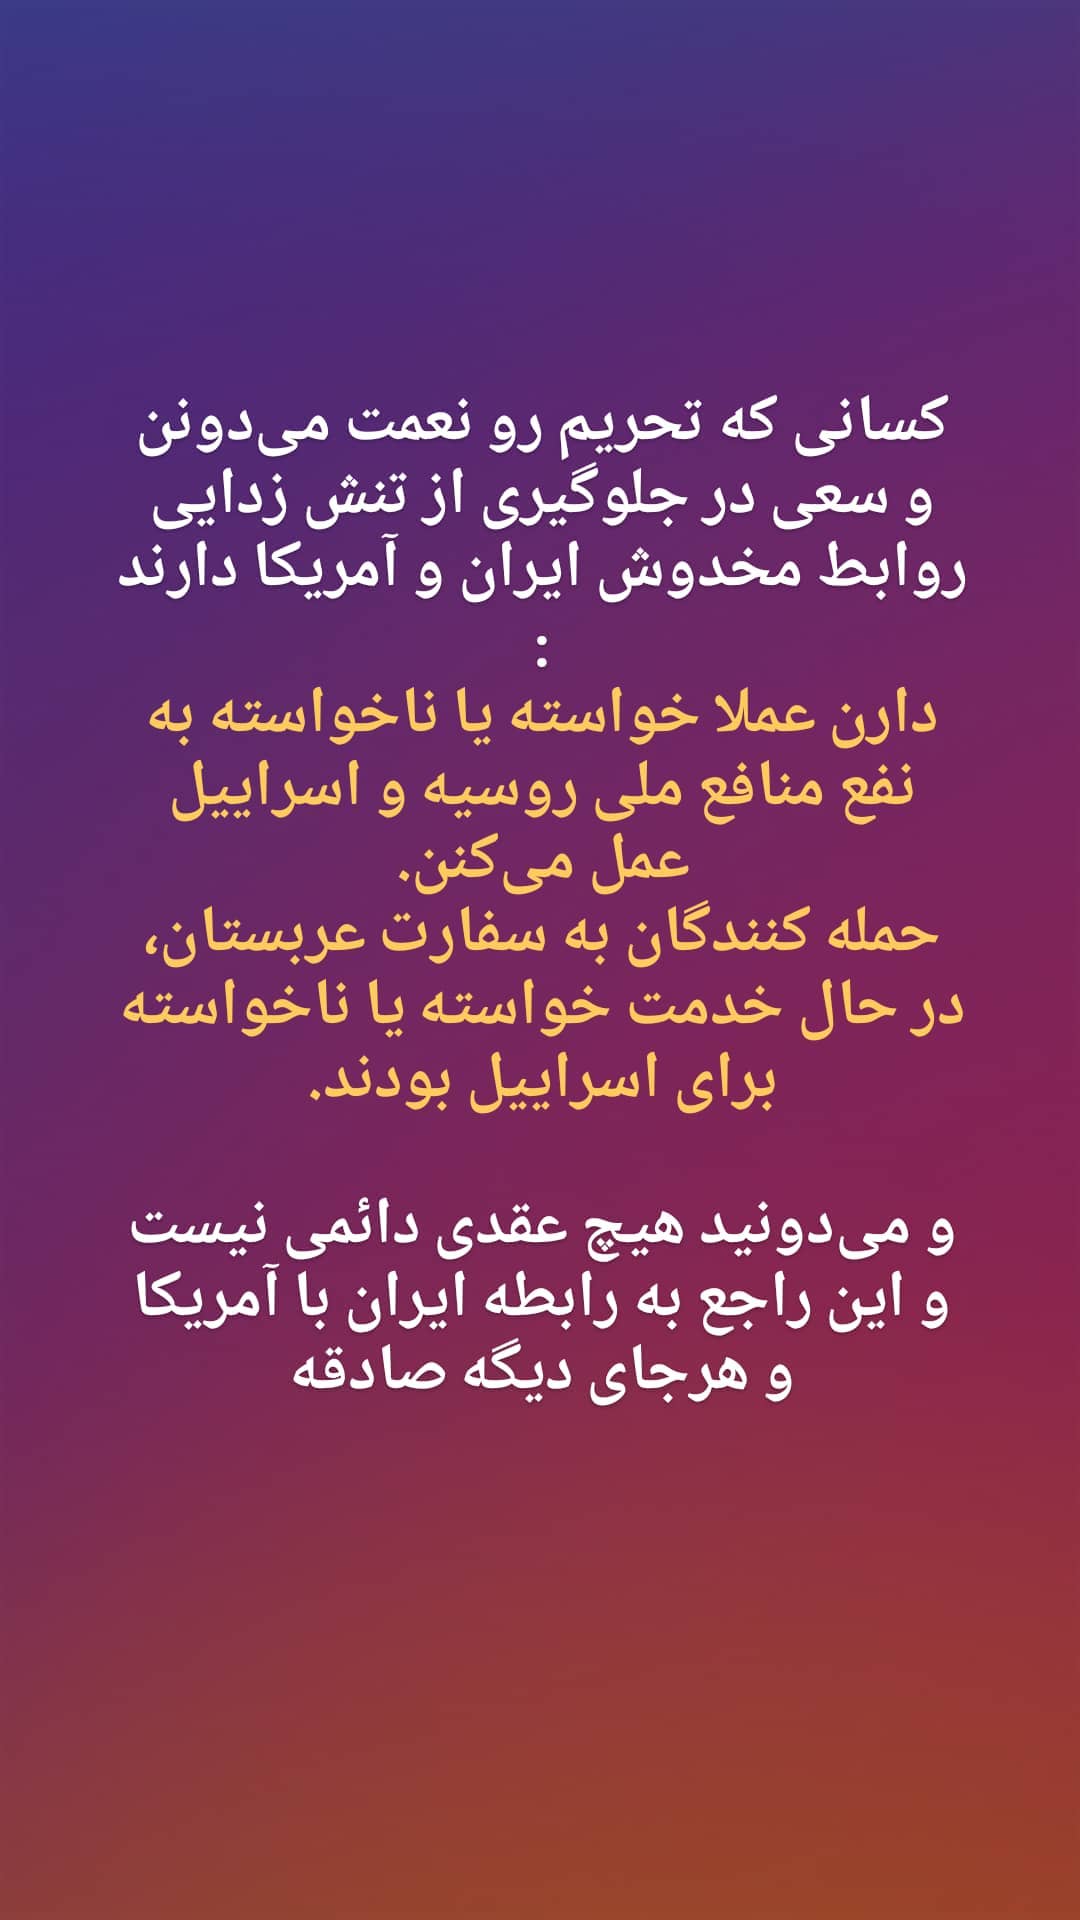 کسانی که تحریم رو نعمت می‌دونن
و سعی در جلوگیری از تنش زدایی
روابط مخدوش ایران و آمریکا دارند
:
دارن عملا خواسته یا ناخواسته به
نفع منافع ملی روسیه و اسراییل
عمل می‌کنن.
حمله کنندگان به سفارت عربستان،
در حال خدمت خواسته یا ناخواسته
برای اسراییل بودند.
و می‌دونید هیچ عقدی دائمی نیست
و این راجع به رابطه ایران با آمریکا
و هرجای دیگه صادقه